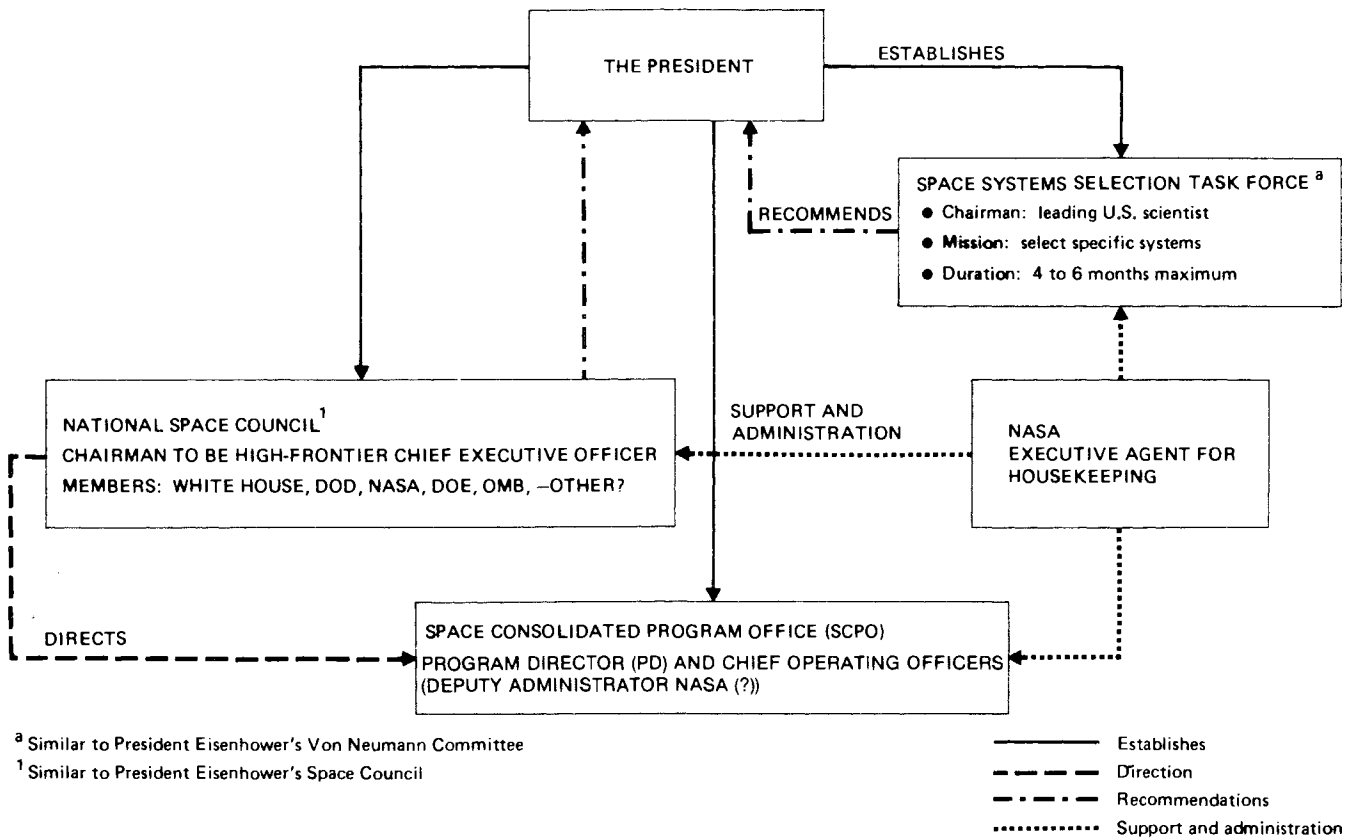 THE PRESIDENT
ESTABLISHES
SPACE SYSTEMS SELECTION TASK FORCE a
● Chairman: leading U.S. scientist
● Mission: select specific systems
● Duration: 4 to 6 months maximum
RECOMMENDS
NATIONAL SPACE COUNCIL 1
CHAIRMAN TO BE HIGH-FRONTIER CHIEF EXECUTIVE OFFICER
MEMBERS: WHITE HOUSE, DOD, NASA, DOE, OMB, –OTHER?
SUPPORT AND
ADMINISTRATION
NASA
EXECUTIVE AGENT FOR
HOUSEKEEPING
DIRECTS
SPACE CONSOLIDATED PROGRAM OFFICE (SCPO)
PROGRAM DIRECTOR (PD) AND CHIEF OPERATING OFFICERS
(DEPUTY ADMINISTRATOR NASA (?))
a Similar to President Eisenhower's Von Neumann Committee
1 Similar to President Eisenhower's Space Council
Establishes
Direction
Recommendations
Support and administration